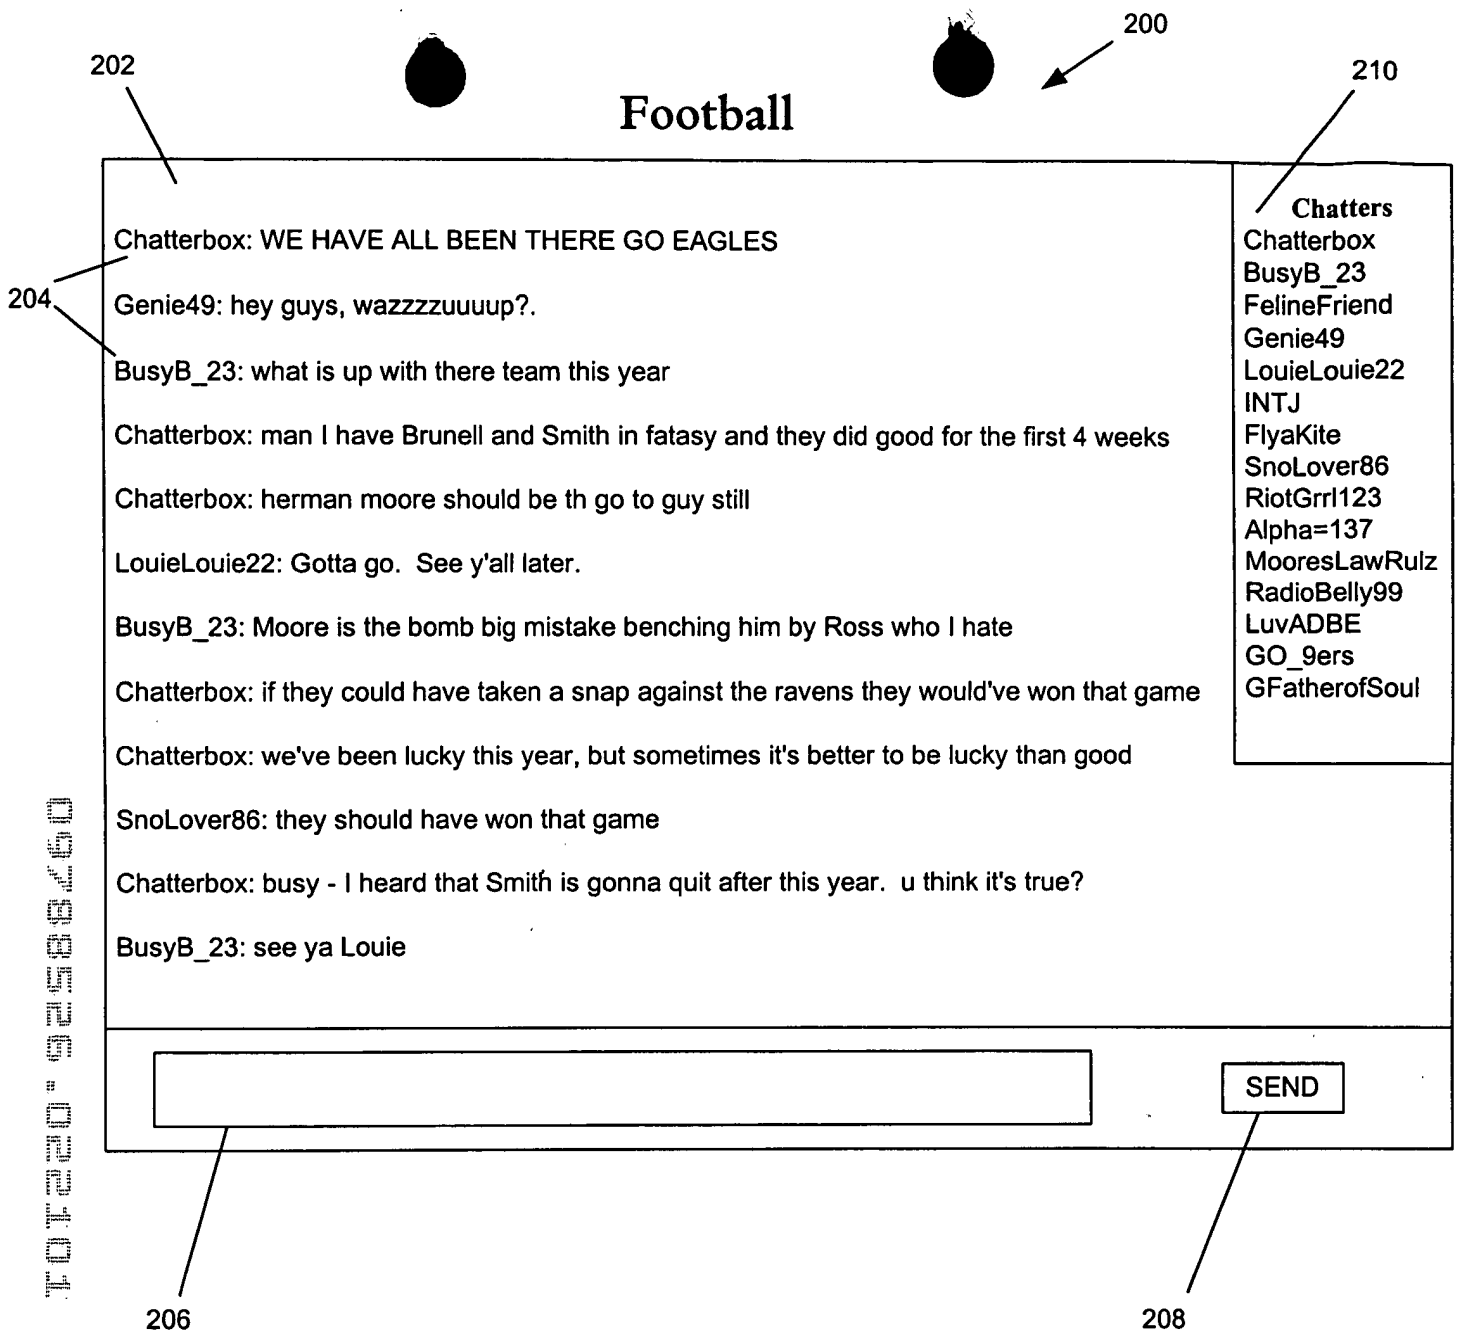 200
202
210
Football
Chatterbox: WE HAVE ALL BEEN THERE GO EAGLES
204
Genie49: hey guys, wazzzzuuuup?.
BusyB_23: what is up with there team this year
Chatterbox: man I have Brunell and Smith in fatasy and they did good for the first 4 weeks
Chatterbox: herman moore should be th go to guy still
LouieLouie22: Gotta go.  See y'all later.
BusyB_23: Moore is the bomb big mistake benching him by Ross who I hate
Chatterbox: if they could have taken a snap against the ravens they would've won that game
Chatterbox: we've been lucky this year, but sometimes it's better to be lucky than good
SnoLover86: they should have won that game
Chatterbox: busy - I heard that Smith is gonna quit after this year.  u think it's true?
BusyB_23: see ya Louie
Chatters
Chatterbox
BusyB_23
FelineFriend
Genie49
LouieLouie22
INTJ
FlyaKite
SnoLover86
RiotGrrl123
Alpha=137
MooresLawRulz
RadioBelly99
LuvADBE
GO_9ers
GFatherofSoul
SEND
206
208
09788526.022101